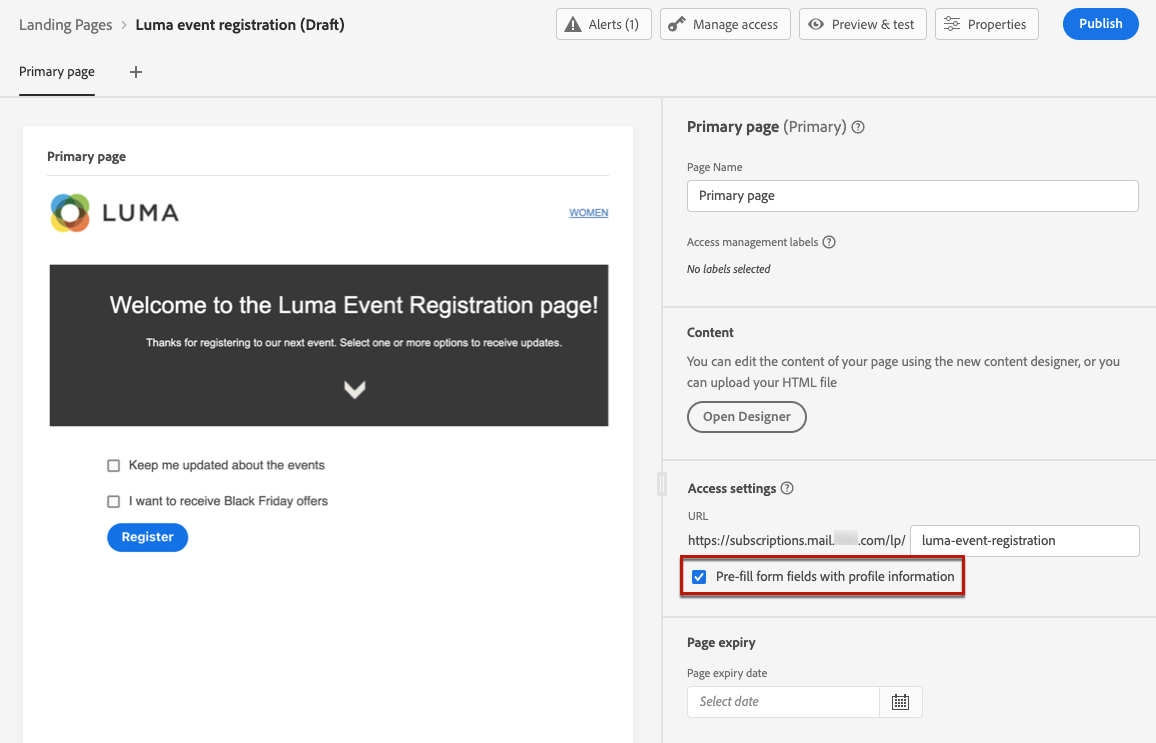 Landing Pages > Luma event registration (Draft)
Alerts (1)
Manage access
Preview & test
Properties
Publish
Primary page
Primary page
LUMA
WOMEN
Welcome to the Luma Event Registration page!
Thanks for registering to our next event. Select one or more options to receive updates.
Keep me updated about the events
I want to receive Black Friday offers
Register
Primary page (Primary)
Page Name
Primary page
Access management labels
No labels selected
Content
You can edit the content of your page using the new content designer, or you
can upload your HTML file
Open Designer
Access settings
URL
https://subscriptions.mail. .com/lp/ luma-event-registration
Pre-fill form fields with profile information
Page expiry
Page expiry date
Select date